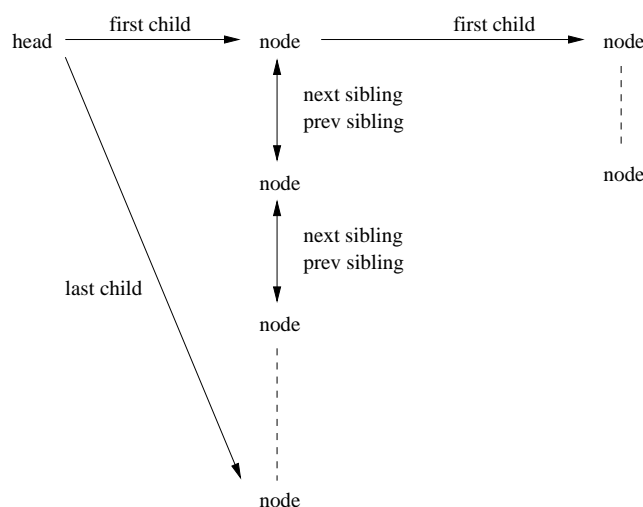 first child
first child
head
node
node
next sibling
prev sibling
node
node
next sibling
prev sibling
last child
node
node